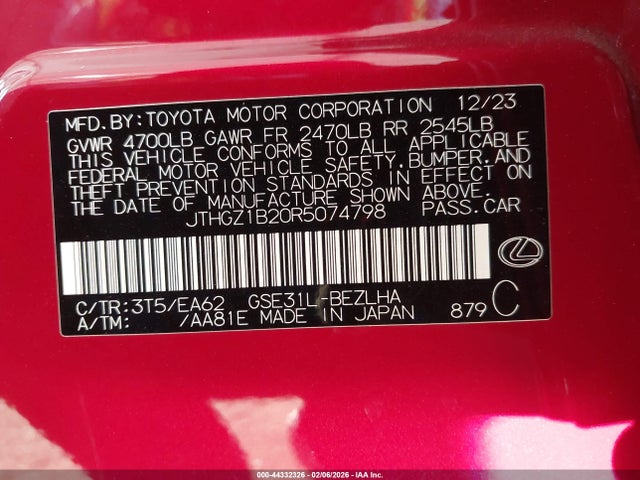 MFD.BY:TOYOTA MOTOR CORPORATION 12/23
GVWR 4700LB GAWR FR 2470LB RR 2545LB
THIS VEHICLE CONFORMS TO ALL APPLICABLE
FEDERAL MOTOR VEHICLE SAFETY,BUMPER,AND
THEFT PREVENTION STANDARDS IN EFFECT ON
THE DATE OF MANUFACTURE SHOWN ABOVE.
JTHGZ1B20R5074798 PASS.CAR
C/TR:3T5/EA62 GSE31L-BEZLHA
A/TM: /AA81E MADE IN JAPAN 879 C
000-44332326 - 02/06/2026 - IAA Inc.